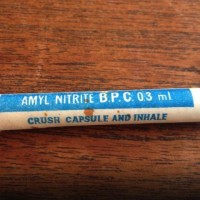 AMYL NITRITE B.P.C. 0.3 ml
CRUSH CAPSULE AND INHALE